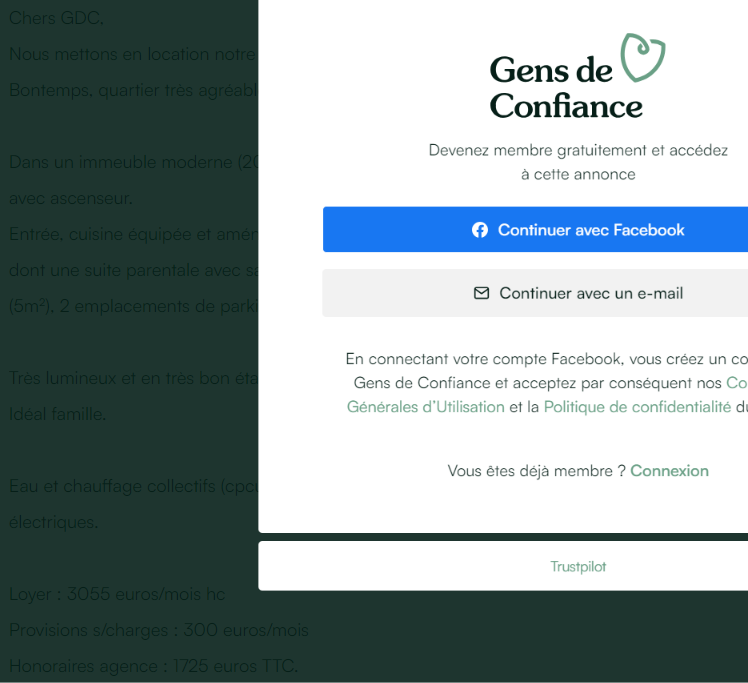 Chers GDC,
Nous mettons en location notre
Bontemps, quartier très agréabl
Dans un immeuble moderne (20
avec ascenseur.
Entrée, cuisine équipée et amén
dont une suite parentale avec sa
(5m²), 2 emplacements de parki
Très lumineux et en très bon éta
Idéal famille.
Eau et chauffage collectifs (cpou
électriques.
Loyer : 3055 euros/mois hc
Provisions s/charges : 300 euros/mois
Honoraires agence : 1725 euros TTC.
Gens de
Confiance
Devenez membre gratuitement et accédez
à cette annonce
Continuer avec Facebook
Continuer avec un e-mail
En connectant votre compte Facebook, vous créez un co
Gens de Confiance et acceptez par conséquent nos Co
Générales d'Utilisation et la Politique de confidentialité du
Vous êtes déjà membre ? Connexion
Trustpilot